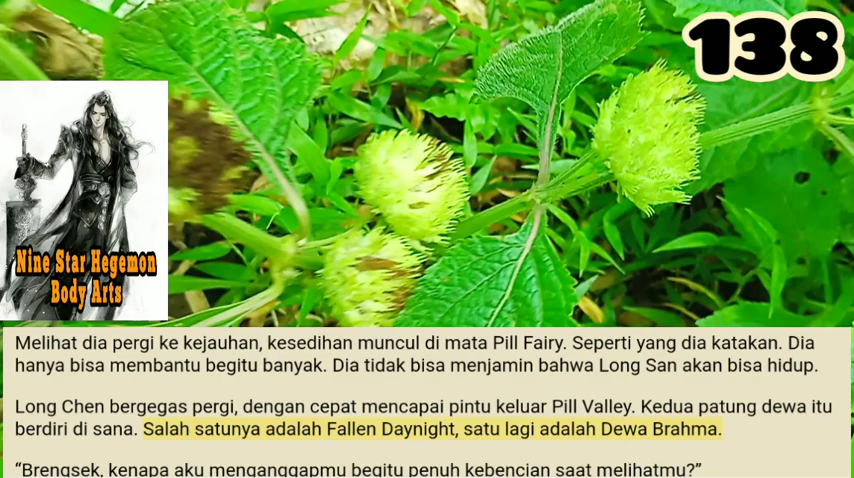 138
Nine Star Hegemon
Body Arts
Melihat dia pergi ke kejauhan, kesedihan muncul di mata Pill Fairy. Seperti yang dia katakan. Dia
hanya bisa membantu begitu banyak. Dia tidak bisa menjamin bahwa Long San akan bisa hidup.
Long Chen bergegas pergi, dengan cepat mencapai pintu keluar Pill Valley. Kedua patung dewa itu
berdiri di sana. Salah satunya adalah Fallen Daynight, satu lagi adalah Dewa Brahma.
“Brengsek, kenapa aku menganggapmu begitu penuh kebencian saat melihatmu?”